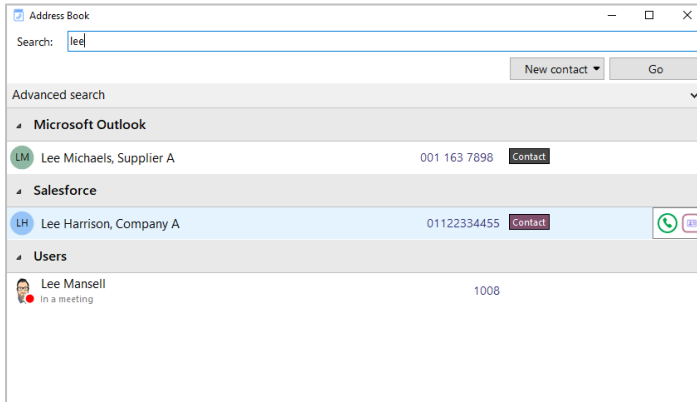 Address Book
Search: lee
New contact Go
Advanced search
Microsoft Outlook
LM Lee Michaels, Supplier A 001 163 7898 Contact
Salesforce
LH Lee Harrison, Company A 01122334455 Contact
Users
Lee Mansell 1008
In a meeting